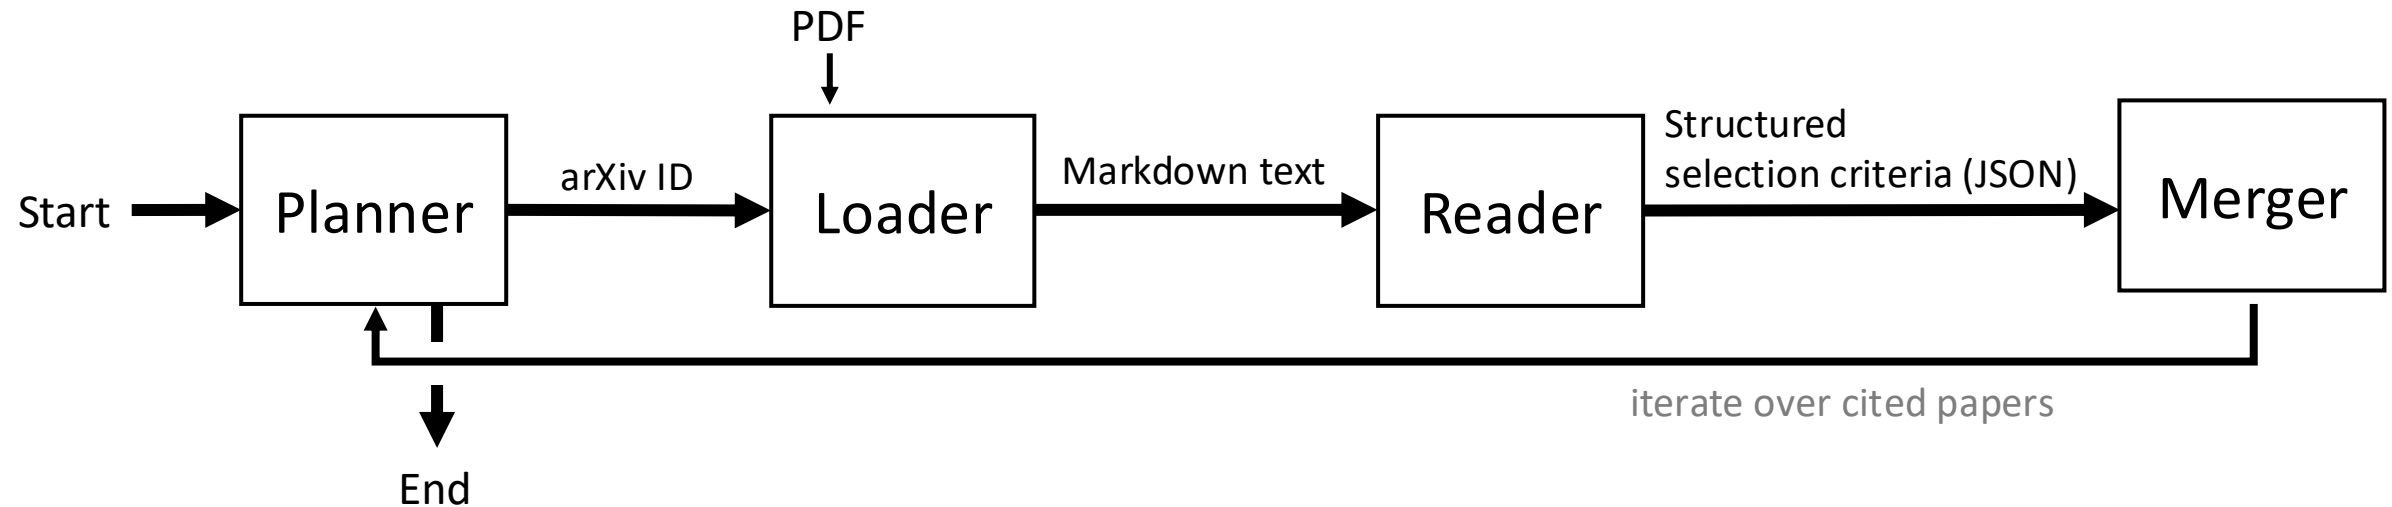 PDF
Start
Planner
arXiv ID
Loader
Markdown text
Reader
Structured
selection criteria (JSON)
Merger
iterate over cited papers
End